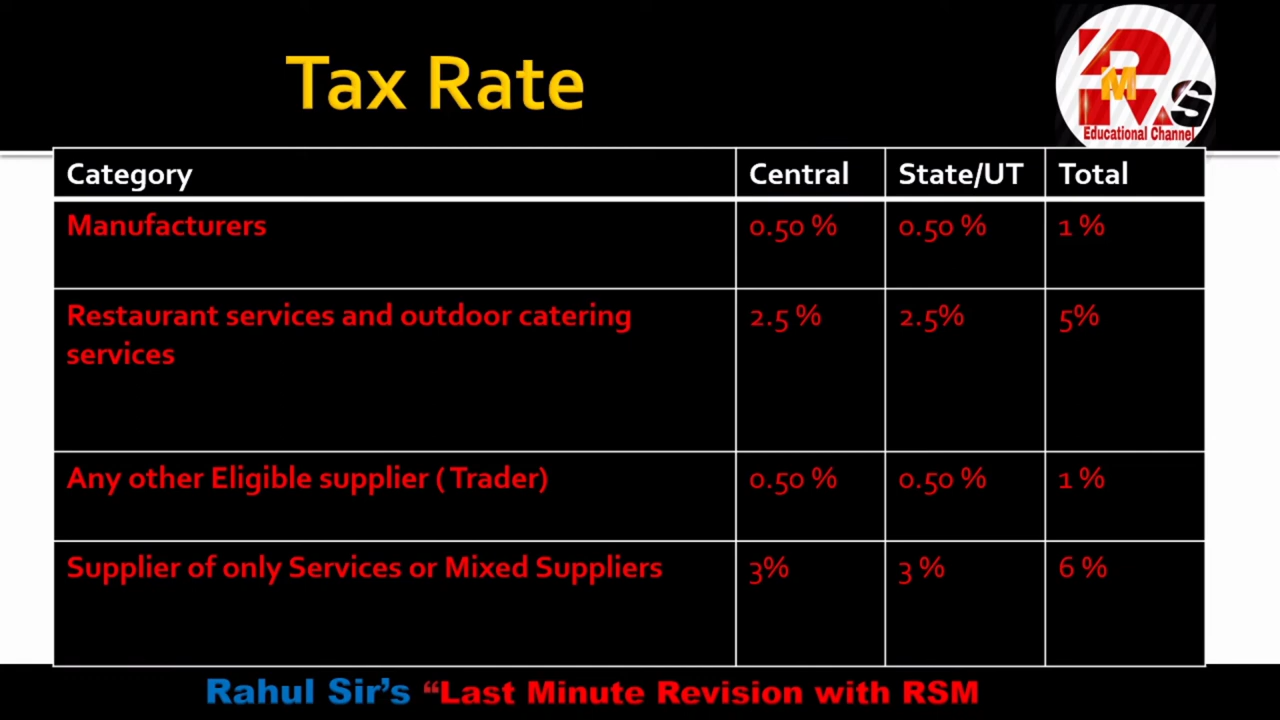 Tax Rate
RMS
Educational Channel
Category Central State/UT Total
Manufacturers 0.50 % 0.50 % 1 %
Restaurant services and outdoor catering 2.5 % 2.5% 5%
services
Any other Eligible supplier ( Trader) 0.50 % 0.50 % 1 %
Supplier of only Services or Mixed Suppliers 3% 3 % 6 %
Rahul Sir’s “Last Minute Revision with RSM